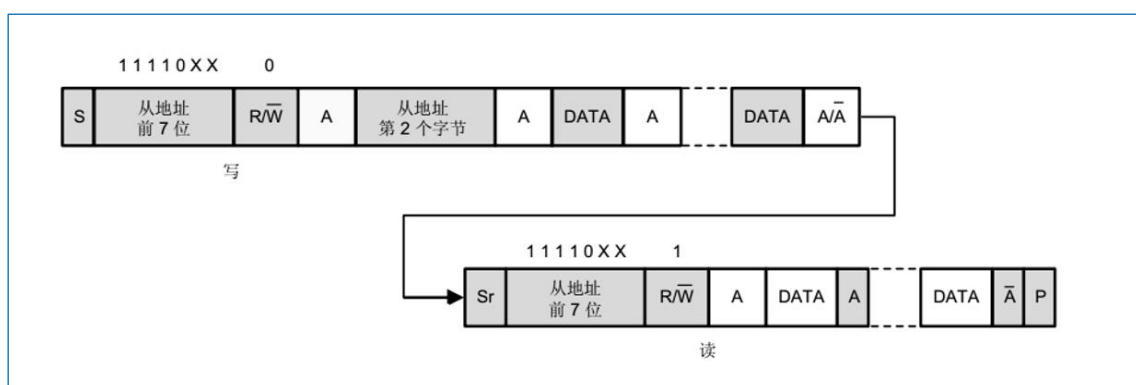 11110XX 0
S 从地址 前7位 R/W̅ A 从地址 第2个字节 A DATA A DATA A/A̅
写
11110XX 1
Sr 从地址 前7位 R/W̅ A DATA A DATA A̅ P
读